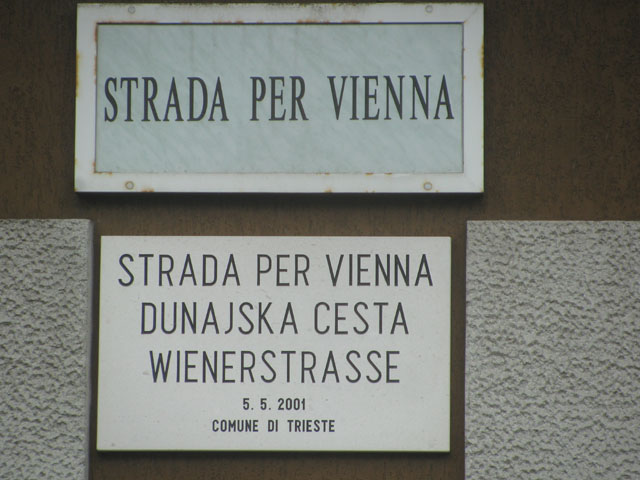 STRADA PER VIENNA
STRADA PER VIENNA
DUNAJSKA CESTA
WIENERSTRASSE
5. 5. 2001
COMUNE DI TRIESTE